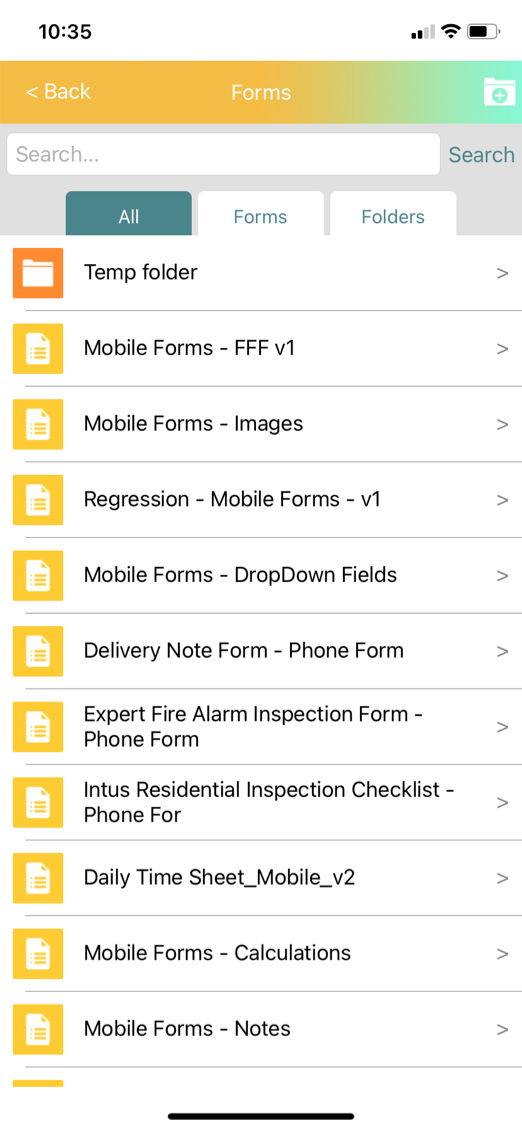 10:35
< Back
Forms
Search...
Search
All
Forms
Folders
Temp folder
>
Mobile Forms - FFF v1
>
Mobile Forms - Images
>
Regression - Mobile Forms - v1
>
Mobile Forms - DropDown Fields
>
Delivery Note Form - Phone Form
>
Expert Fire Alarm Inspection Form -
Phone Form
>
Intus Residential Inspection Checklist -
Phone For
>
Daily Time Sheet_Mobile_v2
>
Mobile Forms - Calculations
>
Mobile Forms - Notes
>